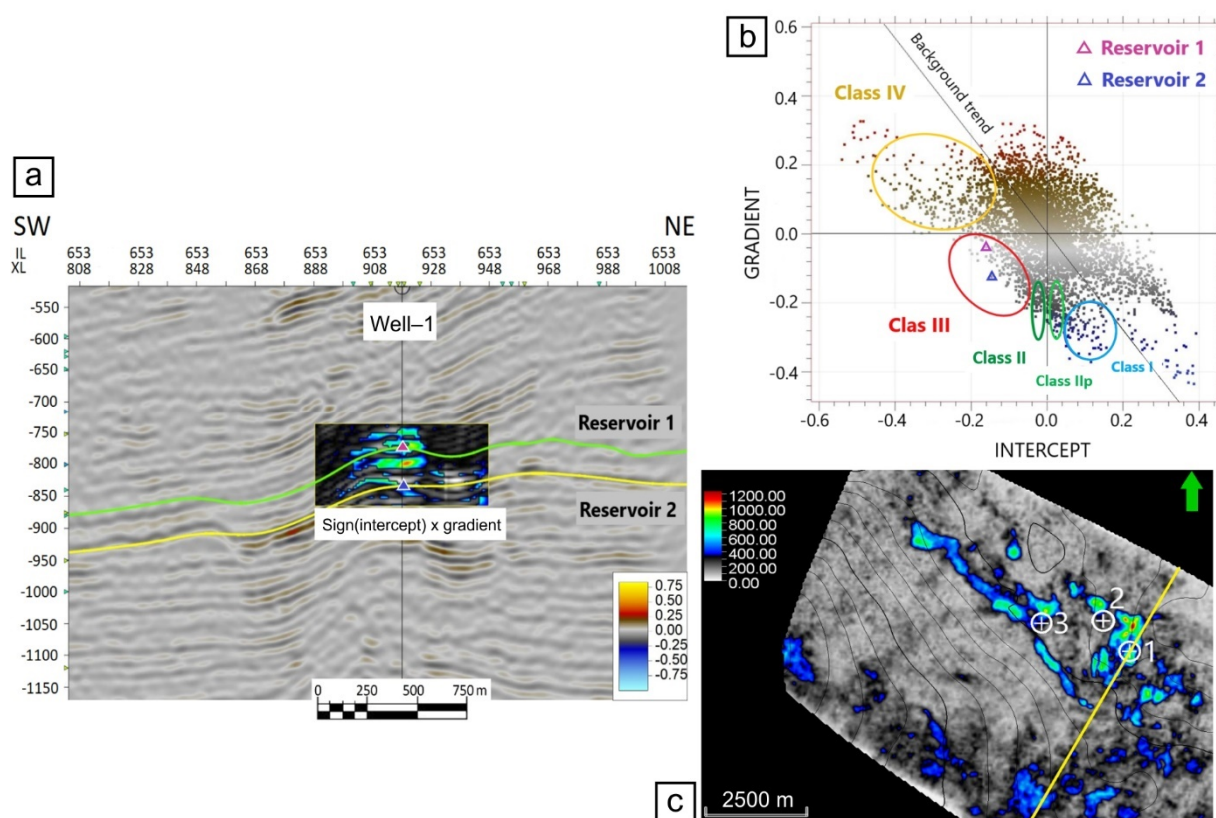 a
SW
NE
IL 653 653 653 653 653 653 653 653 653 653 653
XL 808 828 848 868 888 908 928 948 968 988 1008
Well–1
-550
-600
-650
-700
-750
-800
-850
-900
-950
-1000
-1050
-1100
-1150
Reservoir 1
Reservoir 2
Sign(intercept) x gradient
0.75
0.50
0.25
0.00
-0.25
-0.50
-0.75
0 250 500 750 m
b
Reservoir 1
Reservoir 2
Background trend
Class IV
Clas III
Class II
Class IIp
Class I
GRADIENT
0.6
0.4
0.2
0.0
-0.2
-0.4
-0.6 -0.4 -0.2 0.0 0.2 0.4
INTERCEPT
1200.00
1000.00
800.00
600.00
400.00
200.00
0.00
2
3
1
c
2500 m